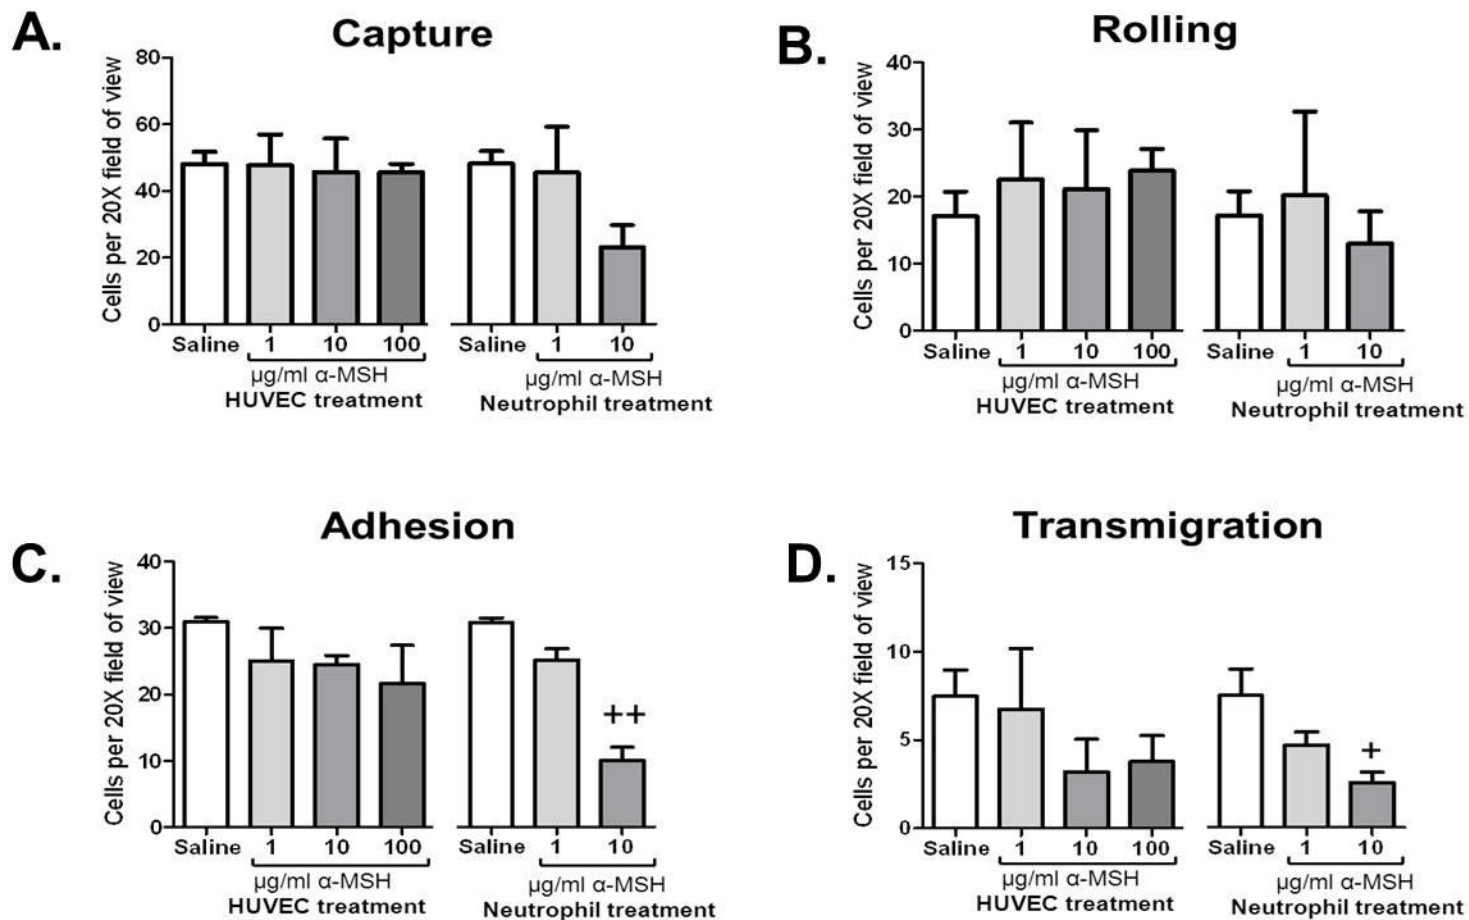 A.
Capture
Cells per 20X field of view
80
60
40
20
0
Saline 1 10 100 Saline 1 10
µg/ml α-MSH µg/ml α-MSH
HUVEC treatment Neutrophil treatment
B.
Rolling
Cells per 20X field of view
40
30
20
10
0
Saline 1 10 100 Saline 1 10
µg/ml α-MSH µg/ml α-MSH
HUVEC treatment Neutrophil treatment
C.
Adhesion
Cells per 20X field of view
40
30
20
10
0
++
Saline 1 10 100 Saline 1 10
µg/ml α-MSH µg/ml α-MSH
HUVEC treatment Neutrophil treatment
D.
Transmigration
Cells per 20X field of view
15
10
5
0
+
Saline 1 10 100 Saline 1 10
µg/ml α-MSH µg/ml α-MSH
HUVEC treatment Neutrophil treatment